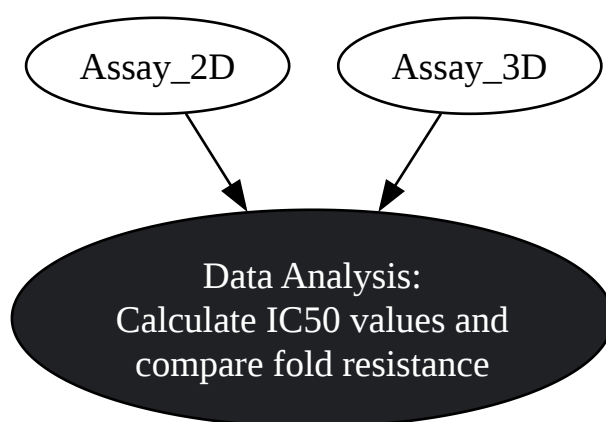 Assay_2D
Assay_3D
Data Analysis:
Calculate IC50 values and
compare fold resistance